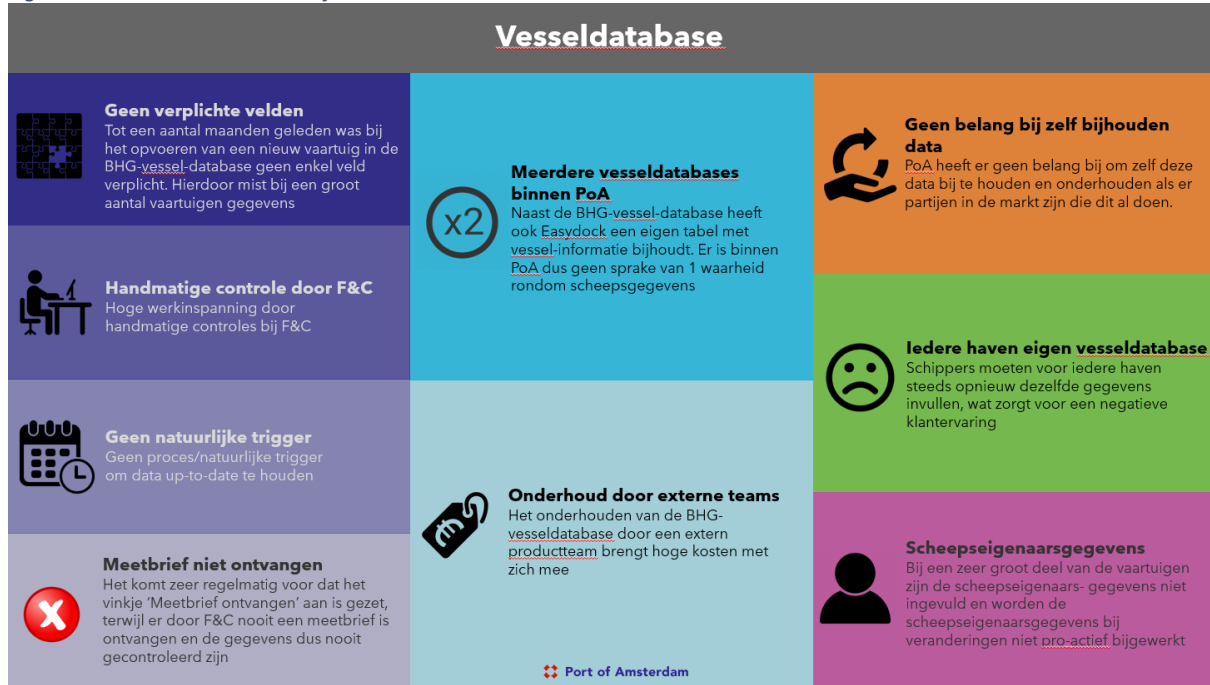 Vesseldatabase
Geen verplichte velden
Tot een aantal maanden geleden was bij
het opvoeren van een nieuw vaartuig in de
BHG-vessel-database geen enkel veld
verplicht. Hierdoor mist bij een groot
aantal vaartuigen gegevens
Handmatige controle door F&C
Hoge werkinspanning door
handmatige controles bij F&C
Geen natuurlijke trigger
Geen proces/natuurlijke trigger
om data up-to-date te houden
Meetbrief niet ontvangen
Het komt zeer regelmatig voor dat het
vinkje ‘Meetbrief ontvangen’ aan is gezet,
terwijl er door F&C nooit een meetbrief is
ontvangen en de gegevens dus nooit
gecontroleerd zijn
x2
Meerdere vesseldatabases
binnen PoA
Naast de BHG-vessel-database heeft
ook Easydock een eigen tabel met
vessel-informatie bijhoudt. Er is binnen
PoA dus geen sprake van 1 waarheid
rondom scheepsgegevens
Onderhoud door externe teams
Het onderhouden van de BHG-
vesseldatabase door een extern
productteam brengt hoge kosten met
zich mee
Port of Amsterdam
Geen belang bij zelf bijhouden
data
PoA heeft er geen belang bij om zelf deze
data bij te houden en onderhouden als er
partijen in de markt zijn die dit al doen.
Iedere haven eigen vesseldatabase
Schippers moeten voor iedere haven
steeds opnieuw dezelfde gegevens
invullen, wat zorgt voor een negatieve
klantervaring
Scheepseigenaarsgegevens
Bij een zeer groot deel van de vaartuigen
zijn de scheepseigenaars- gegevens niet
ingevuld en worden de
scheepseigenaarsgegevens bij
veranderingen niet pro-actief bijgewerkt